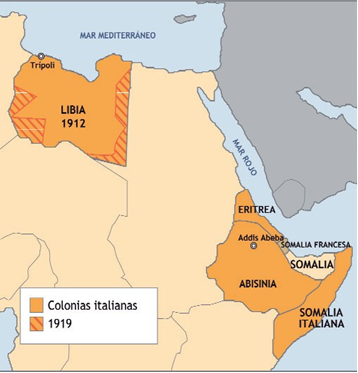 MAR MEDITERRÁNEO
Trípoli
LIBIA
1912
MAR ROJO
ERITREA
Addis Abeba
SOMALIA FRANCESA
SOMALIA
ABISINIA
SOMALIA
ITALIANA
Colonias italianas
1919